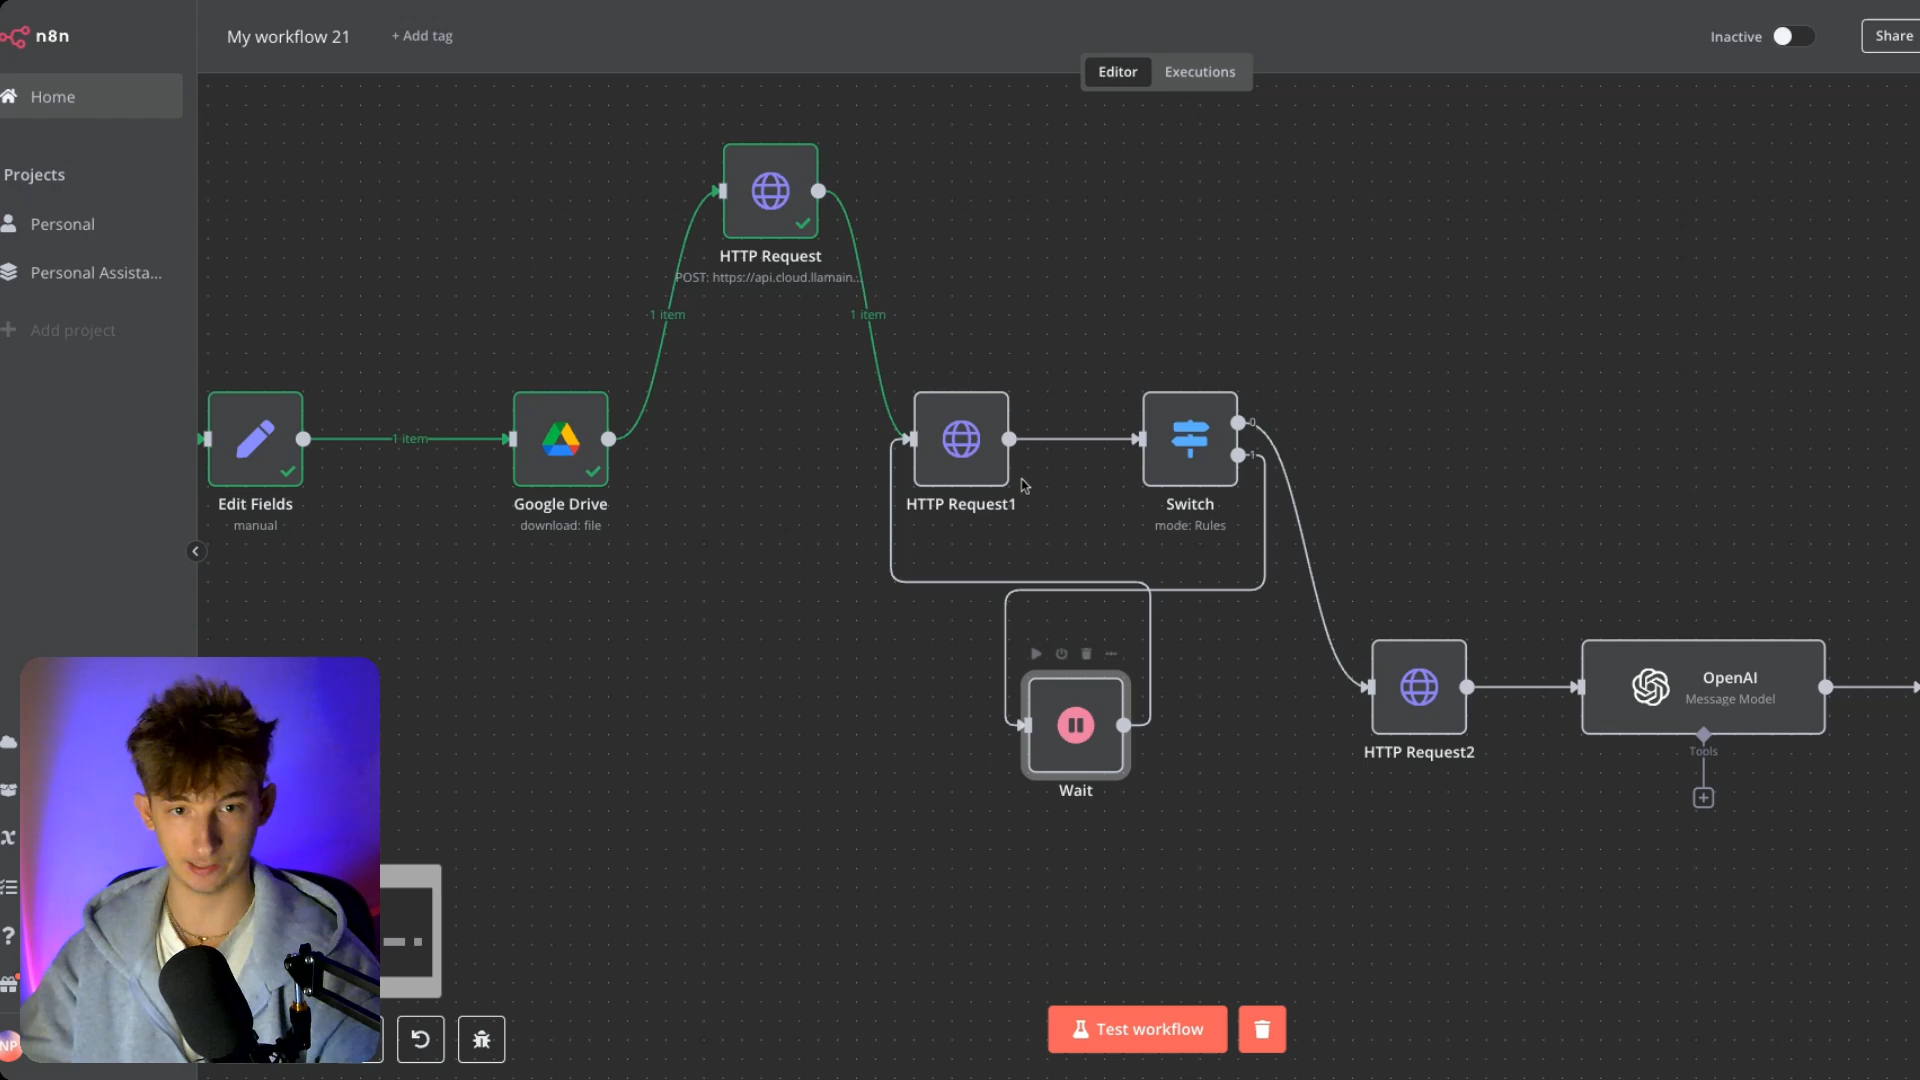 n8n
My workflow 21
+ Add tag
Inactive
Share
Editor
Executions
Home
Projects
Personal
Personal Assista...
Add project
HTTP Request
POST: https://api.cloud.llamain...
1 item
1 item
1 item
Edit Fields
manual
Google Drive
download: file
HTTP Request1
Switch
mode: Rules
0
1
Wait
HTTP Request2
OpenAI
Message Model
Tools
Test workflow
NP